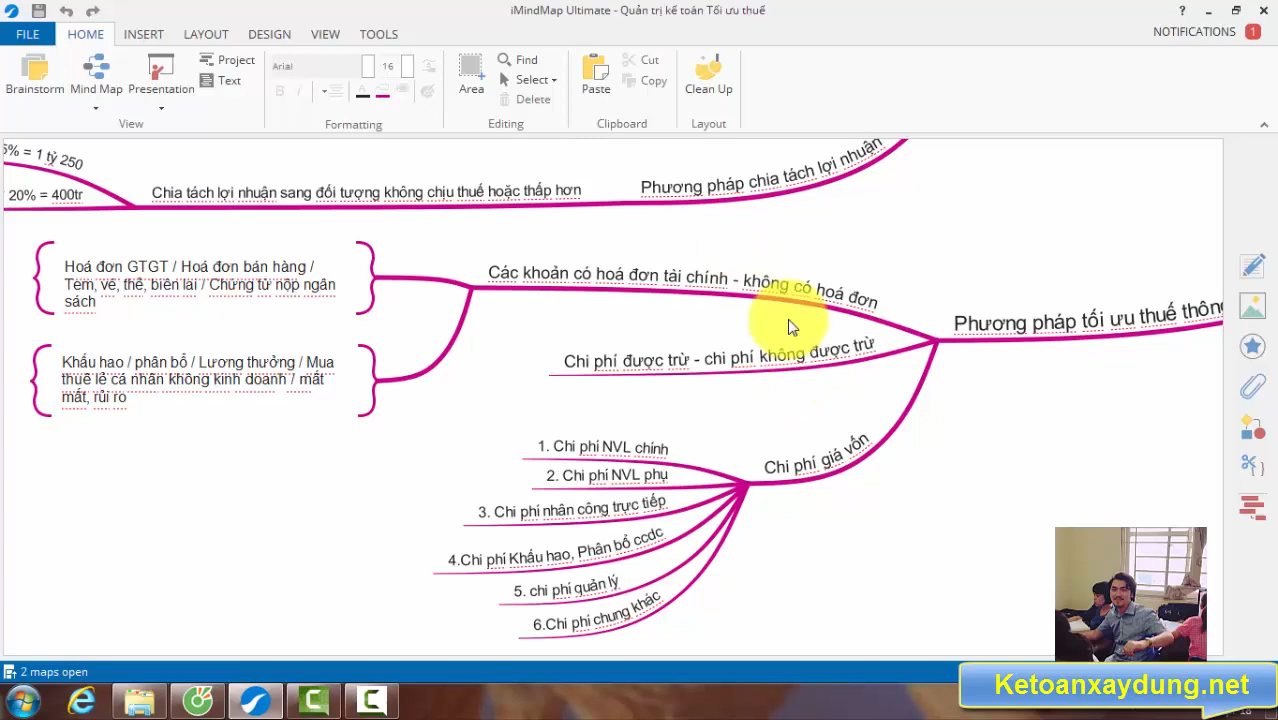 iMindMap Ultimate - Quản trị kế toán Tối ưu thuế
FILE
HOME
INSERT
LAYOUT
DESIGN
VIEW
TOOLS
NOTIFICATIONS 1
Brainstorm
Mind Map
Presentation
Project
Text
View
Arial
16
B I
A
Formatting
Area
Find
Select
Delete
Editing
Paste
Cut
Copy
Clipboard
Clean Up
Layout
5% = 1 tỷ 250
20% = 400tr
Chia tách lợi nhuận sang đối tượng không chịu thuế hoặc thấp hơn
Phương pháp chia tách lợi nhuận
Hoá đơn GTGT / Hoá đơn bán hàng /
Tem, vé, thẻ, biên lai / Chứng từ nộp ngân
sách
Các khoản có hoá đơn tài chính - không có hoá đơn
Phương pháp tối ưu thuế thôn
Chi phí được trừ - chi phí không được trừ
Khấu hao / phân bổ / Lương thưởng / Mua
thuê lẻ cá nhân không kinh doanh / mất
mát, rủi ro
Chi phí giá vốn
1. Chi phí NVL chính
2. Chi phí NVL phụ
3. Chi phí nhân công trực tiếp
4.Chi phí Khấu hao, Phân bổ ccdc
5. chi phí quản lý
6.Chi phí chung khác
2 maps open
Ketoanxaydung.net